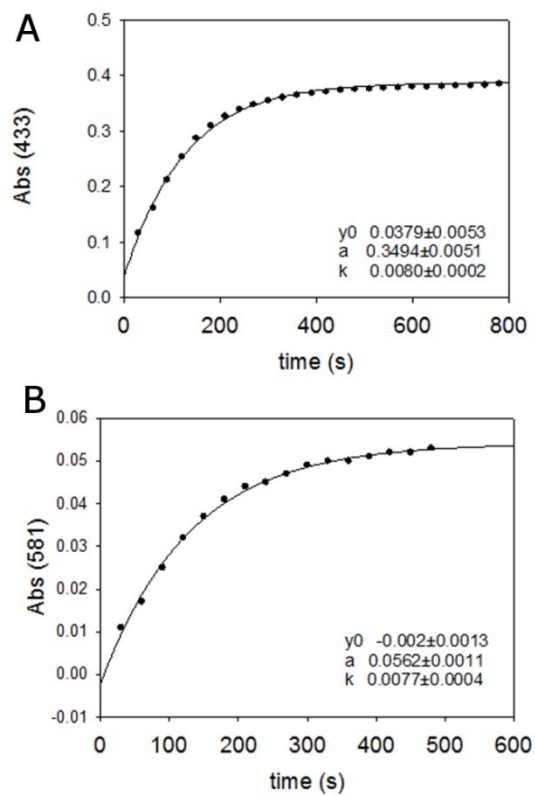 A
0.5
0.4
0.3
0.2
0.1
0.0
Abs (433)
y0 0.0379±0.0053
a 0.3494±0.0051
k 0.0080±0.0002
0 200 400 600 800
time (s)
B
0.06
0.05
0.04
0.03
0.02
0.01
0.00
-0.01
Abs (581)
y0 -0.002±0.0013
a 0.0562±0.0011
k 0.0077±0.0004
0 100 200 300 400 500 600
time (s)